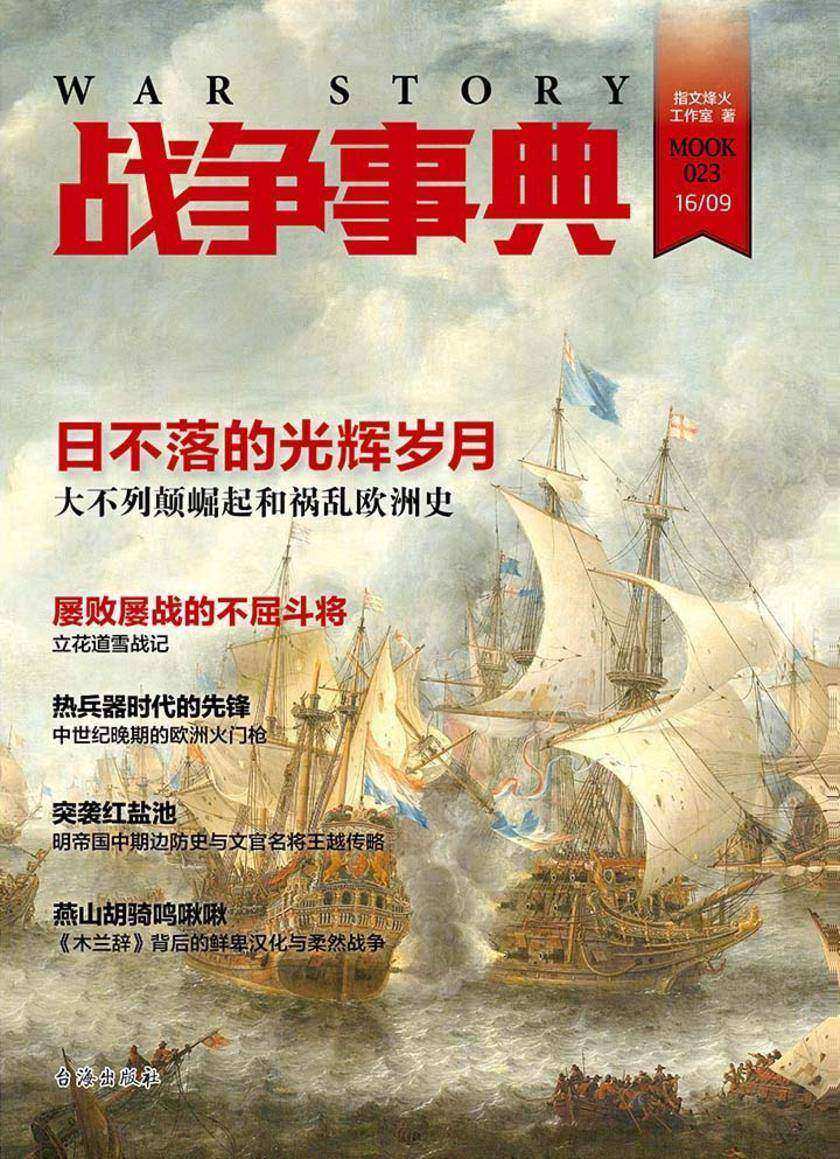 WAR STORY
战争事典
指文烽火
工作室 著
MOOK
023
16/09
日不落的光辉岁月
大不列颠崛起和祸乱欧洲史
屡败屡战的不屈斗将
立花道雪战记
热兵器时代的先锋
中世纪晚期的欧洲火门枪
突袭红盐池
明帝国中期边防史与文官名将王越传略
燕山胡骑鸣啾啾
《木兰辞》背后的鲜卑汉化与柔然战争
台海出版社